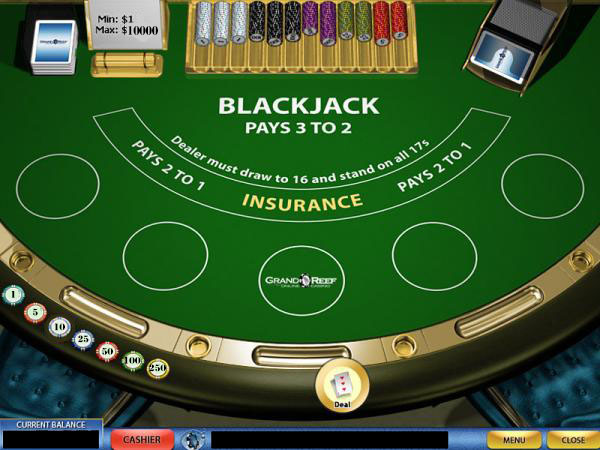 Min: $1
Max: $10000
BLACKJACK
PAYS 3 TO 2
Dealer must draw to 16 and stand on all 17s
PAYS 2 TO 1
PAYS 2 TO 1
INSURANCE
GRAND REEF
ONLINE CASINO
1
5
10
25
50
100
250
Deal
CURRENT BALANCE
CASHIER
MENU
CLOSE